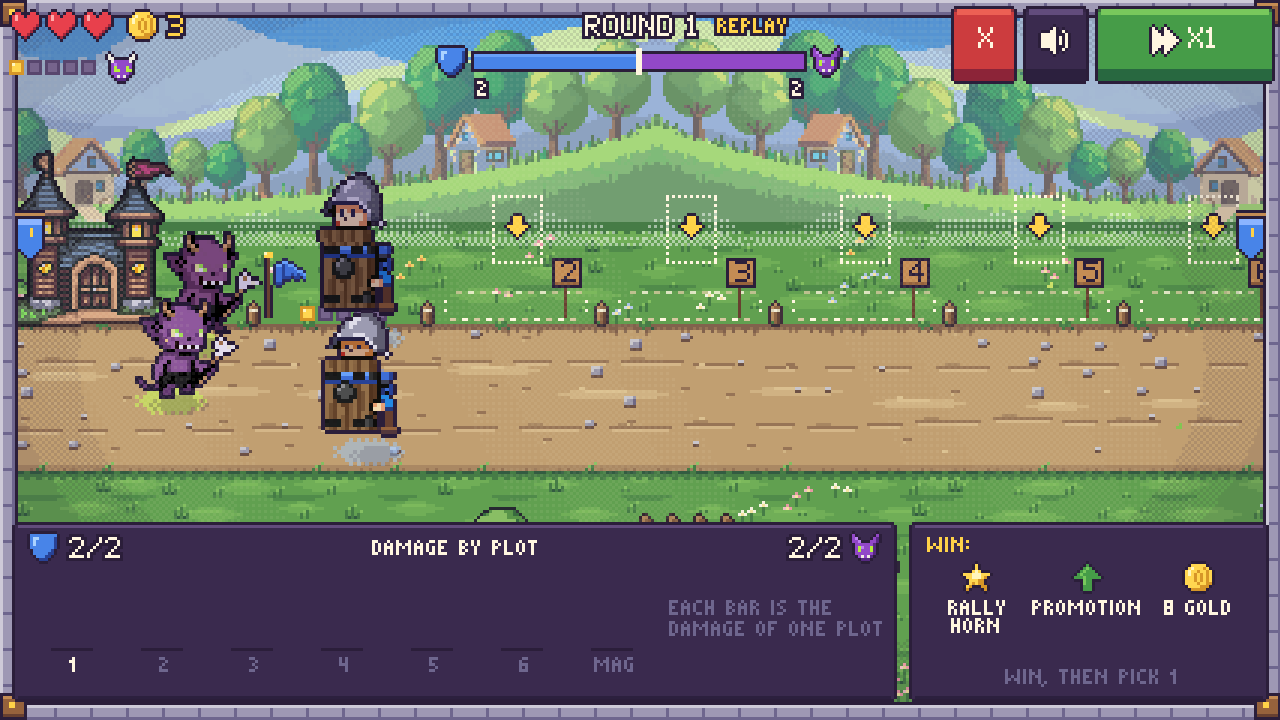 3
ROUND 1 REPLAY
2
2
X
X1
2
3
4
5
2/2
DAMAGE BY PLOT
2/2
EACH BAR IS THE
DAMAGE OF ONE PLOT
1 2 3 4 5 6 MAG
WIN:
RALLY
HORN
PROMOTION
8 GOLD
WIN, THEN PICK 1